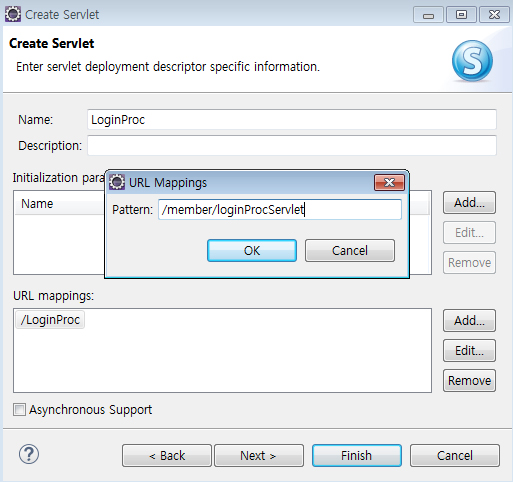 Create Servlet
Create Servlet
Enter servlet deployment descriptor specific information.
S
Name: LoginProc
Description:
Initialization para
Name
Add...
Edit...
Remove
URL Mappings
Pattern: /member/loginProcServlet
OK Cancel
URL mappings:
/LoginProc
Add...
Edit...
Remove
Asynchronous Support
? < Back Next > Finish Cancel